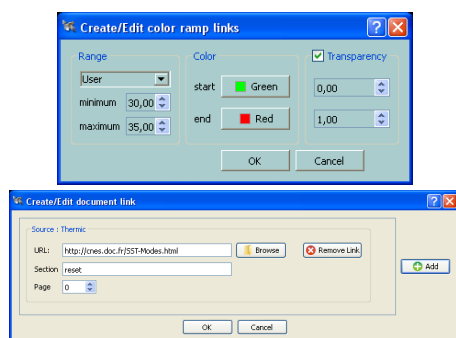 Create/Edit color ramp links
Range
User
minimum 30,00
maximum 35,00
Color
start Green
end Red
Transparency
0,00
1,00
OK Cancel
Create/Edit document link
Source : Thermic
URL: http://cnes.doc.fr/SST-Modes.html Browse Remove Link
Section reset
Page 0
Add
OK Cancel